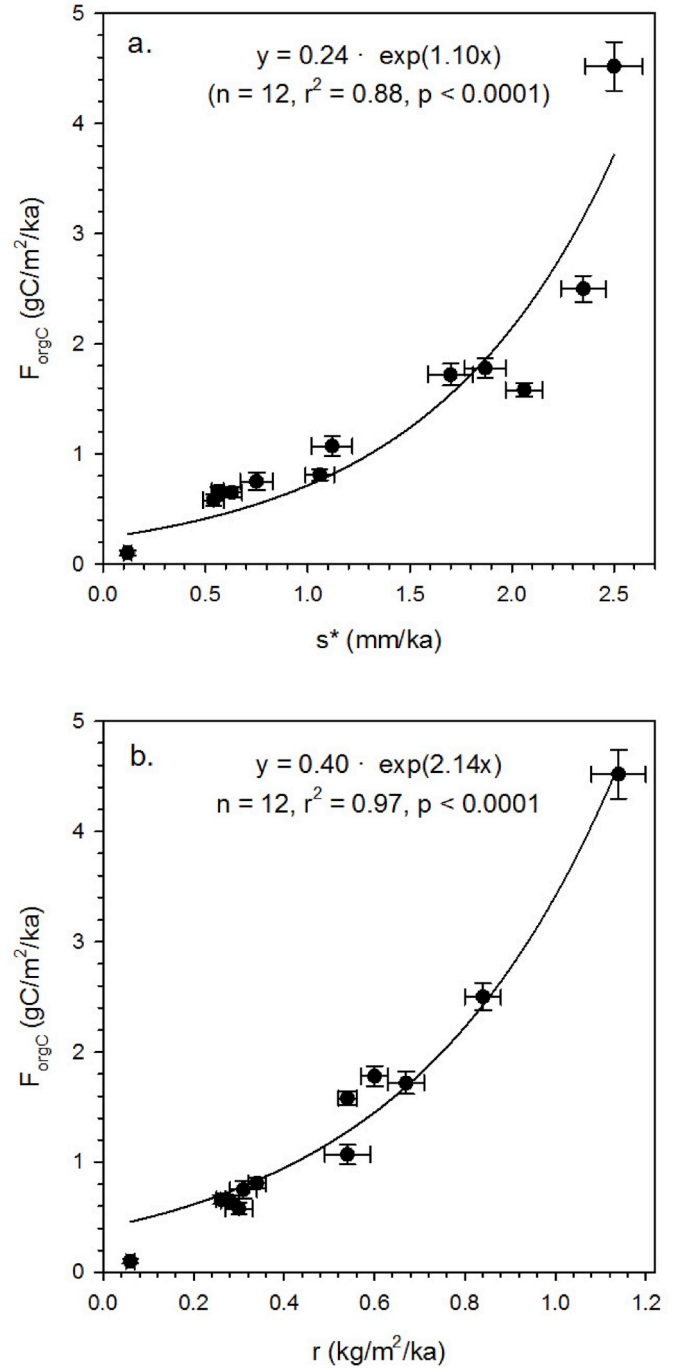 a.
y = 0.24 · exp(1.10x)
(n = 12, r² = 0.88, p < 0.0001)
5
4
3
2
1
0
F_orgC (gC/m²/ka)
0.0 0.5 1.0 1.5 2.0 2.5
s* (mm/ka)
b.
y = 0.40 · exp(2.14x)
n = 12, r² = 0.97, p < 0.0001
5
4
3
2
1
0
F_orgC (gC/m²/ka)
0.0 0.2 0.4 0.6 0.8 1.0 1.2
r (kg/m²/ka)